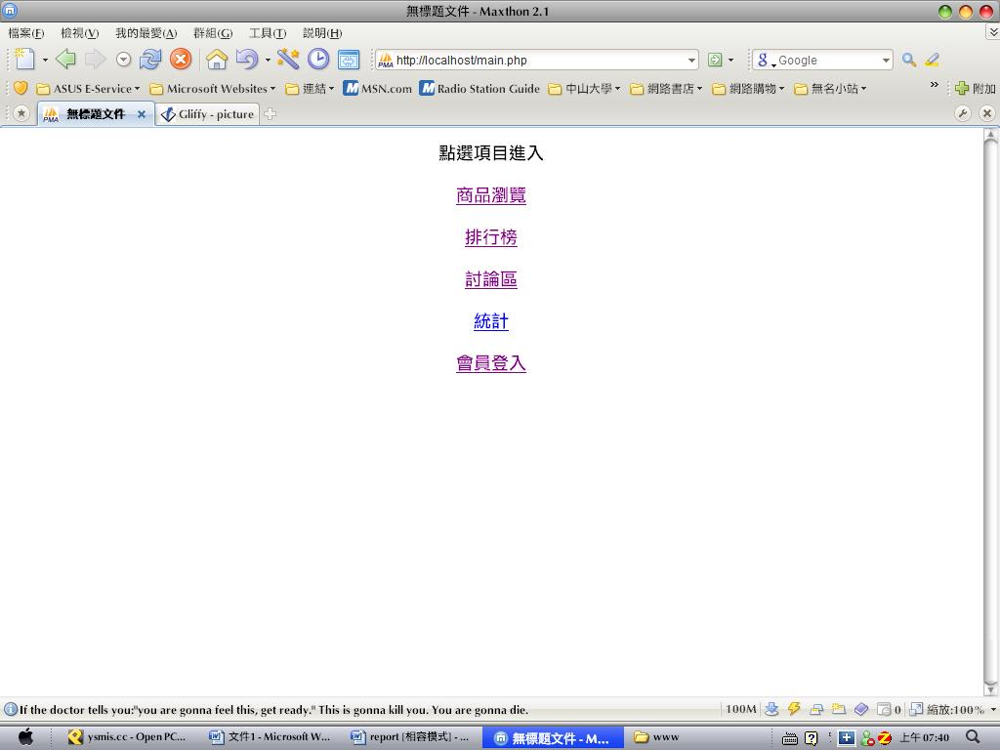 無標題文件 - Maxthon 2.1
檔案(F) 檢視(V) 我的最愛(A) 群組(G) 工具(T) 說明(H)
PMA http://localhost/main.php g Google
ASUS E-Service Microsoft Websites 連結 MSN.com Radio Station Guide 中山大學 網路書店 網路購物 無名小站 » 附加
PMA 無標題文件 Gliffy - picture
點選項目進入
商品瀏覽
排行榜
討論區
統計
會員登入
If the doctor tells you:"you are gonna feel this, get ready." This is gonna kill you. You are gonna die. 100M 0 縮放:100%
ysmis.cc - Open PC... 文件1 - Microsoft W... report [相容模式] - ... 無標題文件 - M... www 上午 07:40